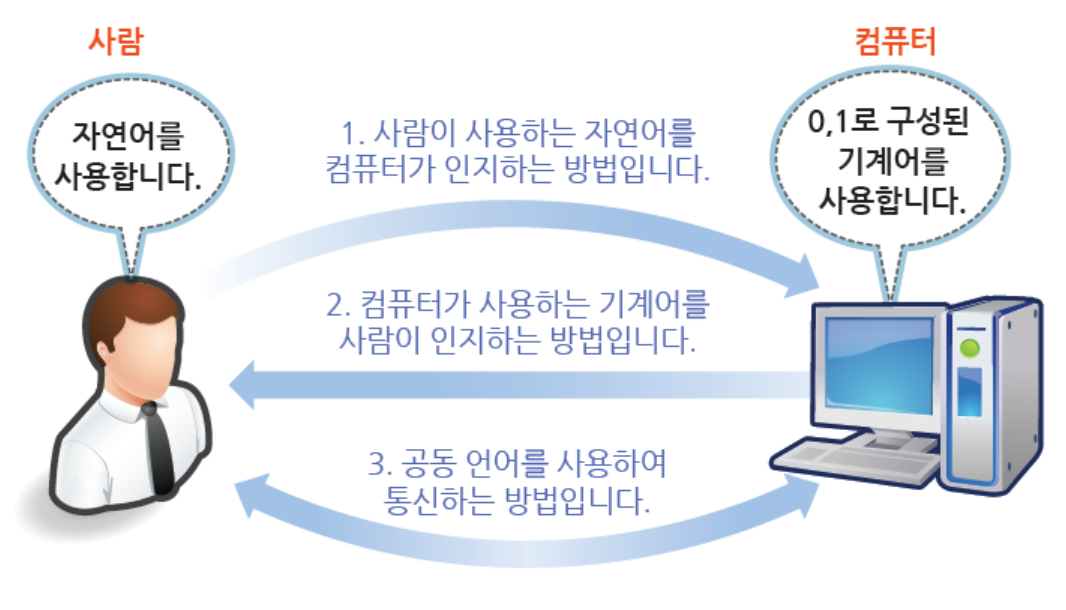 사람
컴퓨터
자연어를
사용합니다.
0,1로 구성된
기계어를
사용합니다.
1. 사람이 사용하는 자연어를
컴퓨터가 인지하는 방법입니다.
2. 컴퓨터가 사용하는 기계어를
사람이 인지하는 방법입니다.
3. 공동 언어를 사용하여
통신하는 방법입니다.